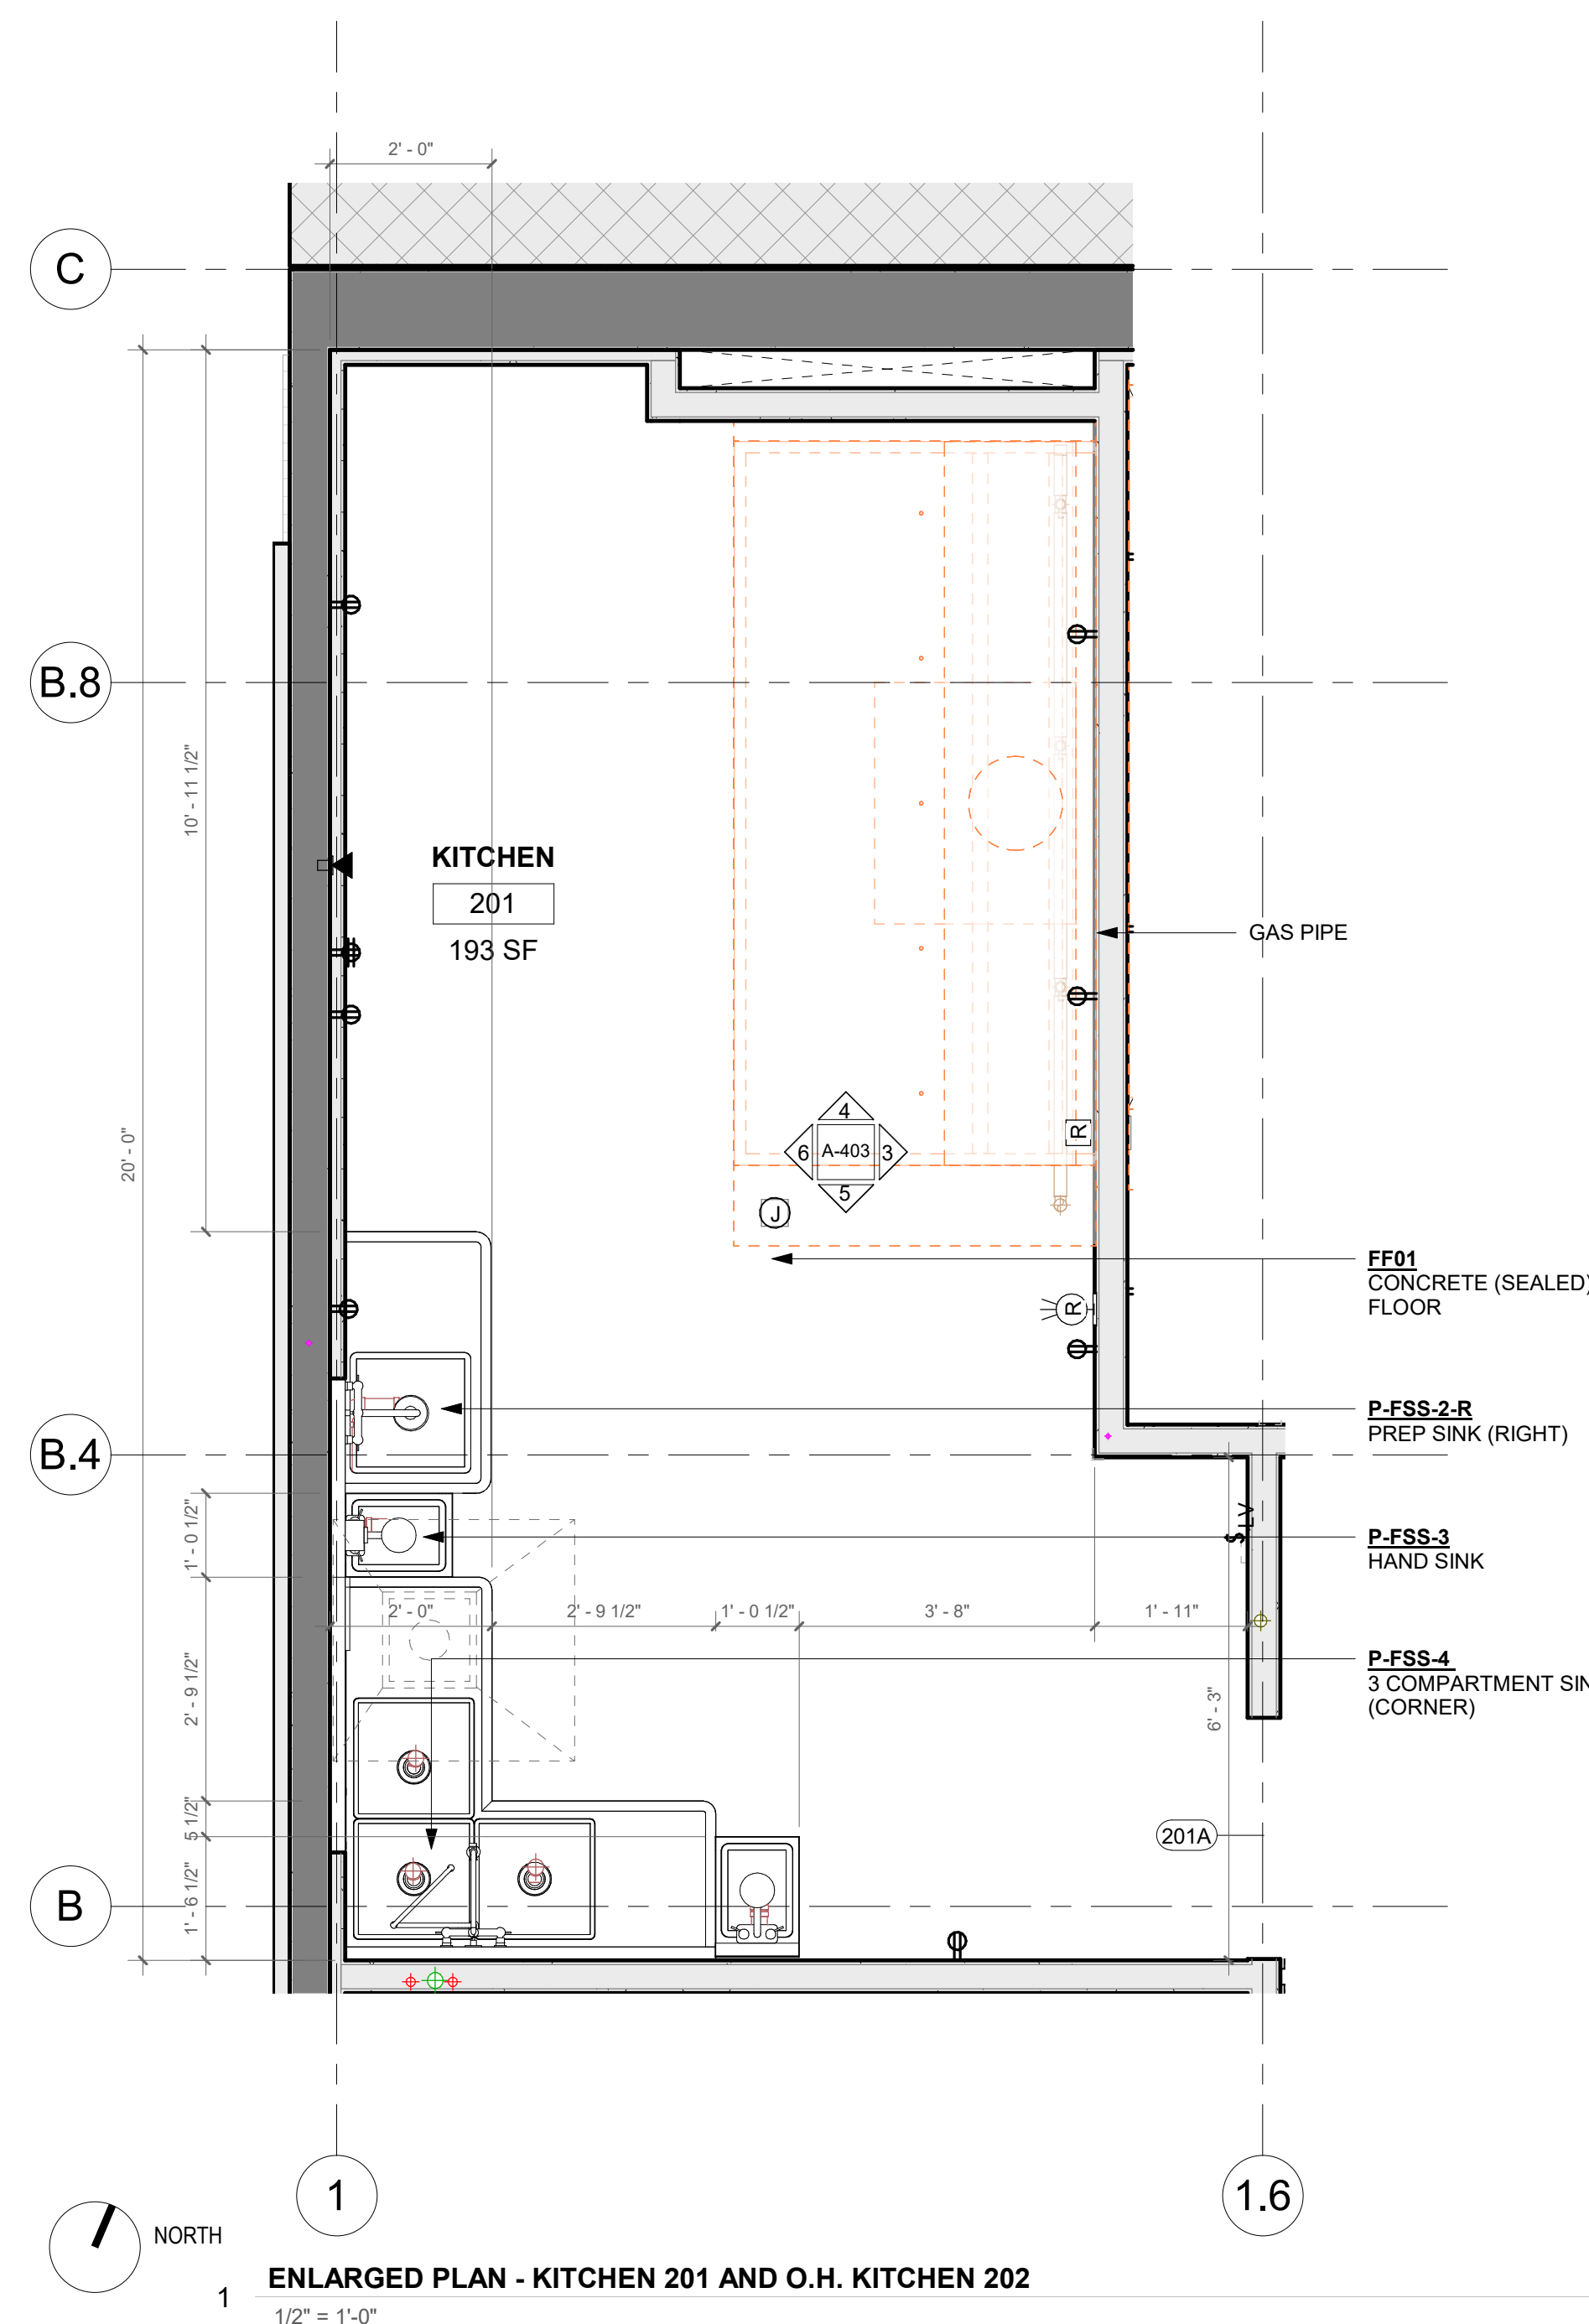 2' - 0"
C
B.8
10' - 11 1/2"
KITCHEN
201
193 SF
GAS PIPE
4
6 A-403 3
5
R
J
20' - 0"
FF01
CONCRETE (SEALED)
FLOOR
R
P-FSS-2-R
PREP SINK (RIGHT)
B.4
1' - 0 1/2"
$ LV
P-FSS-3
HAND SINK
2' - 0" 2' - 9 1/2" 1' - 0 1/2" 3' - 8" 1' - 11"
P-FSS-4
3 COMPARTMENT SIN
(CORNER)
2' - 9 1/2"
6' - 3"
5 1/2"
201A
1' - 6 1/2"
B
1
1.6
NORTH
1
ENLARGED PLAN - KITCHEN 201 AND O.H. KITCHEN 202
1/2" = 1'-0"